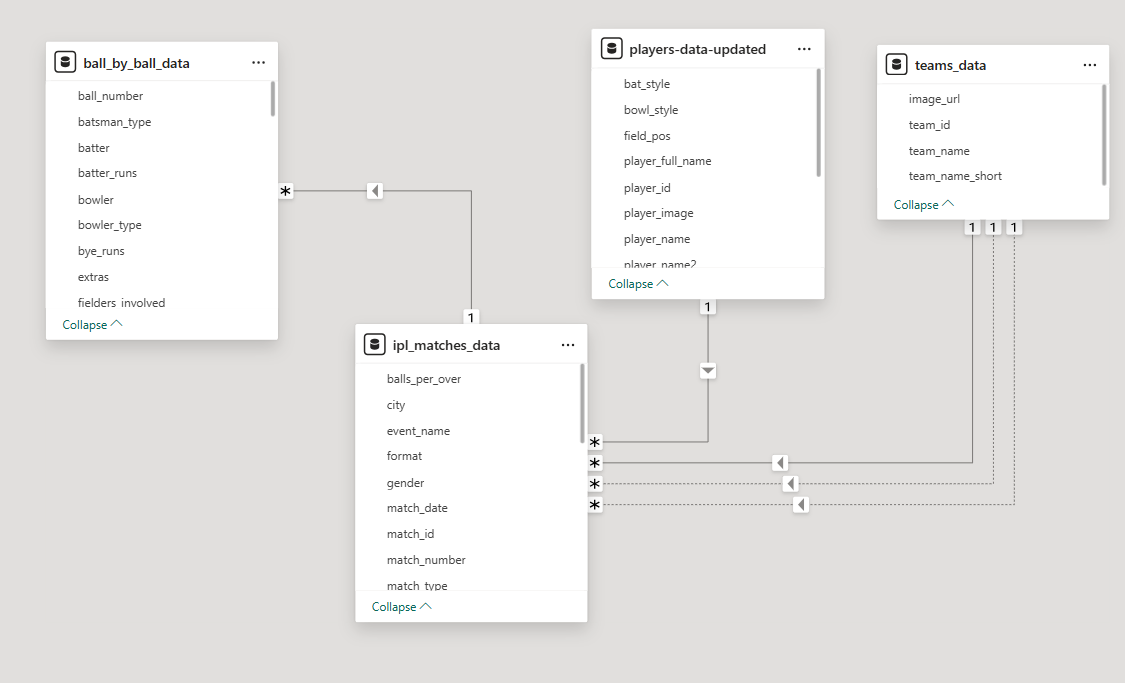 ball_by_ball_data
ball_number
batsman_type
batter
batter_runs
bowler
bowler_type
bye_runs
extras
fielders_involved
Collapse
*
1
players-data-updated
bat_style
bowl_style
field_pos
player_full_name
player_id
player_image
player_name
player_name2
Collapse
1
teams_data
image_url
team_id
team_name
team_name_short
Collapse
1 1 1
ipl_matches_data
balls_per_over
city
event_name
format
gender
match_date
match_id
match_number
match_type
Collapse
*
*
*
*